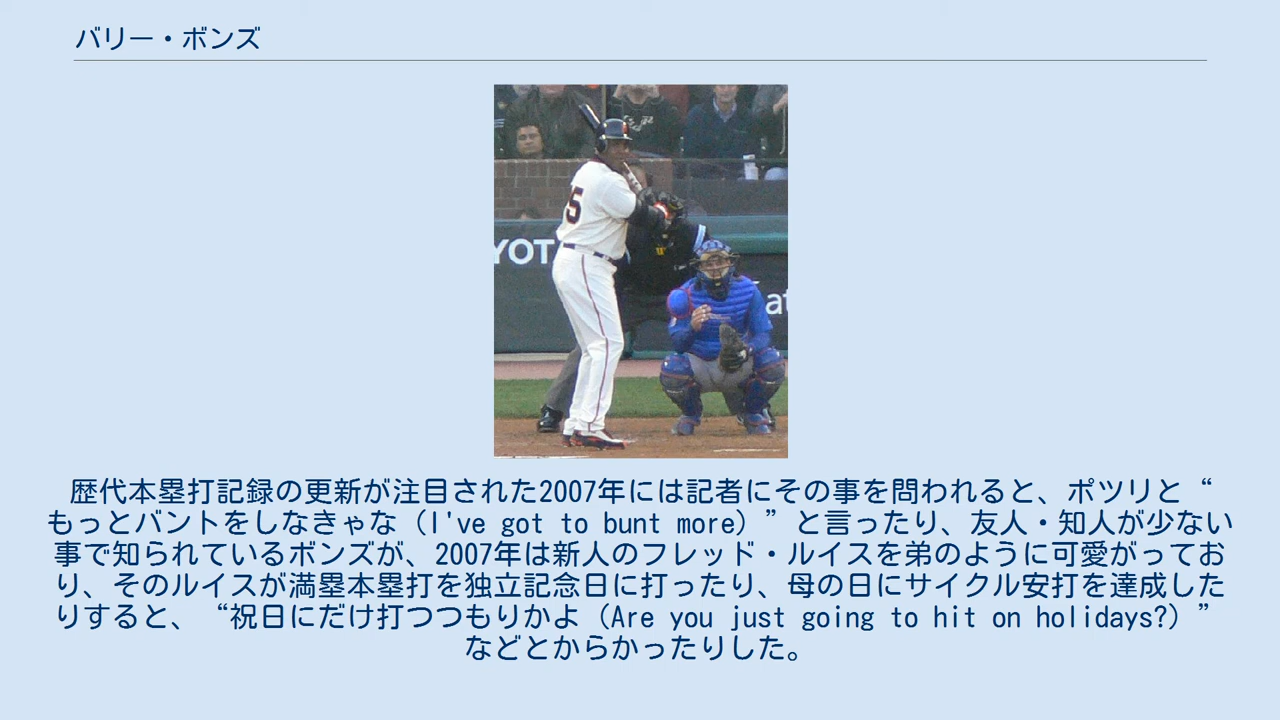 バリー・ボンズ
5
YOT
at
歴代本塁打記録の更新が注目された2007年には記者にその事を問われると、ポツリと“
もっとバントをしなきゃな（I've got to bunt more）”と言ったり、友人・知人が少ない
事で知られているボンズが、2007年は新人のフレッド・ルイスを弟のように可愛がってお
り、そのルイスが満塁本塁打を独立記念日に打ったり、母の日にサイクル安打を達成した
りすると、“祝日にだけ打つつもりかよ（Are you just going to hit on holidays?）”
などとからかったりした。